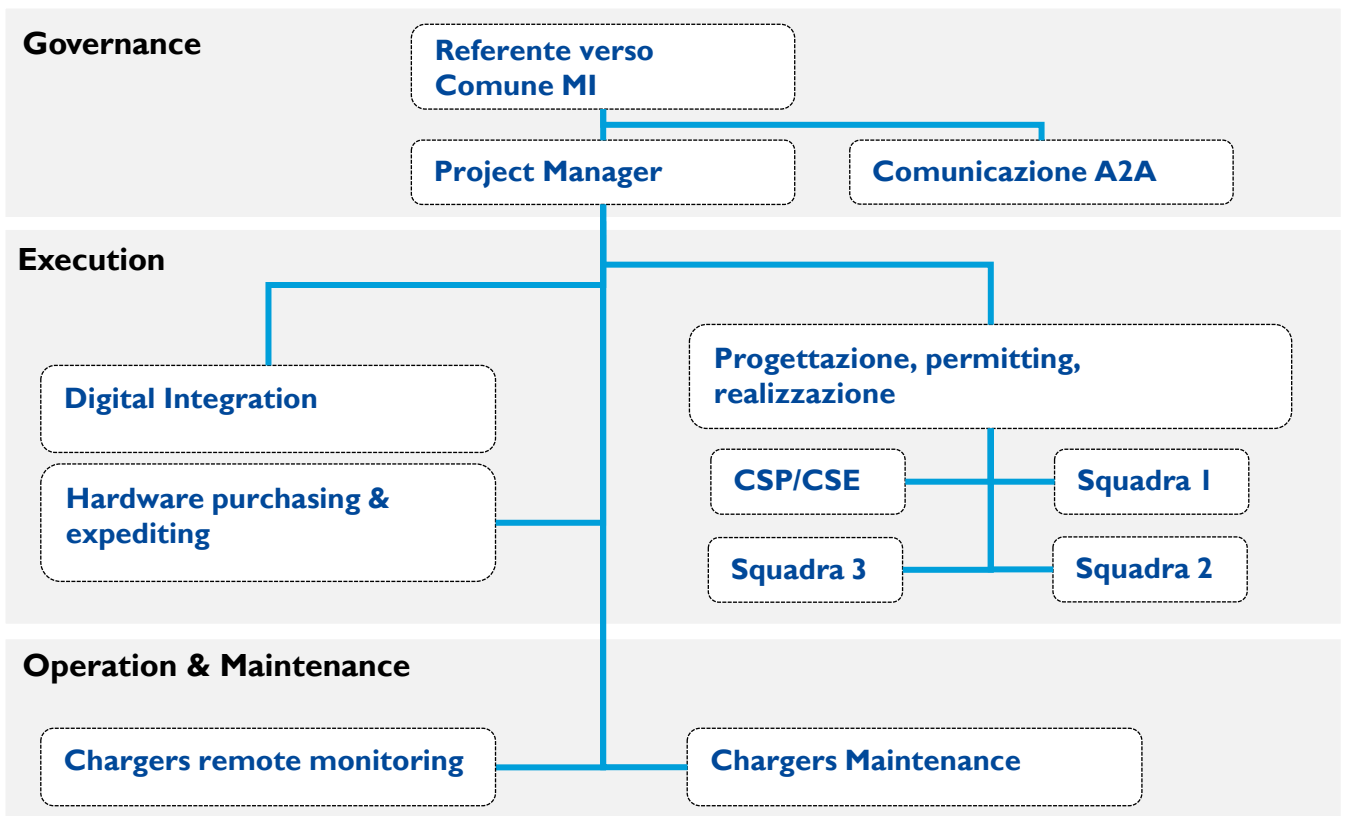 Governance
Referente verso
Comune MI
Project Manager
Comunicazione A2A
Execution
Digital Integration
Progettazione, permitting,
realizzazione
Hardware purchasing &
expediting
CSP/CSE
Squadra 1
Squadra 3
Squadra 2
Operation & Maintenance
Chargers remote monitoring
Chargers Maintenance